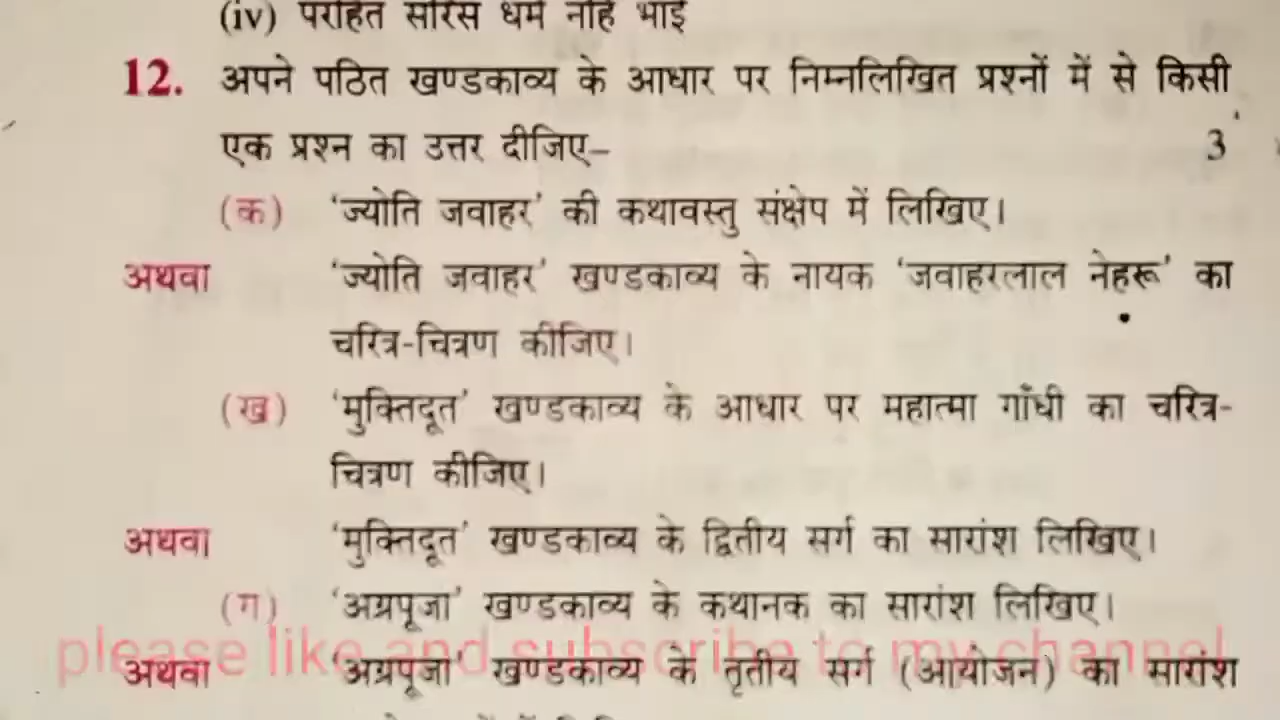 (iv) परहित सरिस धर्म नहिं भाई
12. अपने पठित खण्डकाव्य के आधार पर निम्नलिखित प्रश्नों में से किसी
एक प्रश्न का उत्तर दीजिए– 3
(क) ‘ज्योति जवाहर’ की कथावस्तु संक्षेप में लिखिए।
अथवा ‘ज्योति जवाहर’ खण्डकाव्य के नायक ‘जवाहरलाल नेहरू’ का
चरित्र-चित्रण कीजिए।
(ख) ‘मुक्तिदूत’ खण्डकाव्य के आधार पर महात्मा गाँधी का चरित्र-
चित्रण कीजिए।
अथवा ‘मुक्तिदूत’ खण्डकाव्य के द्वितीय सर्ग का सारांश लिखिए।
(ग) ‘अग्रपूजा’ खण्डकाव्य के कथानक का सारांश लिखिए।
please like and subscribe to my channel
अथवा ‘अग्रपूजा’ खण्डकाव्य के तृतीय सर्ग (आयोजन) का सारांश